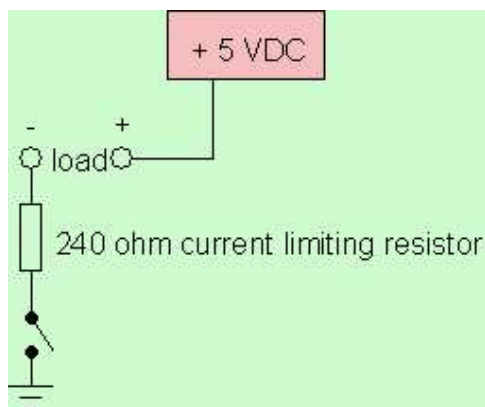 + 5 VDC
- +
load
240 ohm current limiting resistor